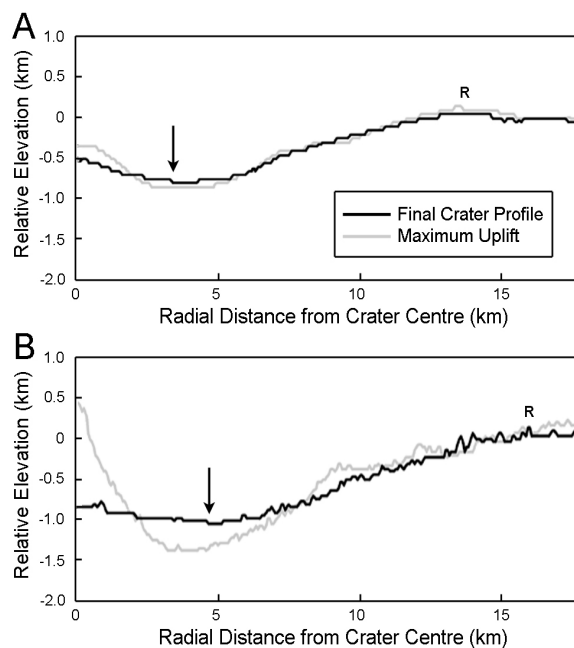 A
1.0
0.5
0
-0.5
-1.0
-1.5
-2.0
Relative Elevation (km)
R
Final Crater Profile
Maximum Uplift
0
5
10
15
Radial Distance from Crater Centre (km)
B
1.0
0.5
0
-0.5
-1.0
-1.5
-2.0
Relative Elevation (km)
R
0
5
10
15
Radial Distance from Crater Centre (km)